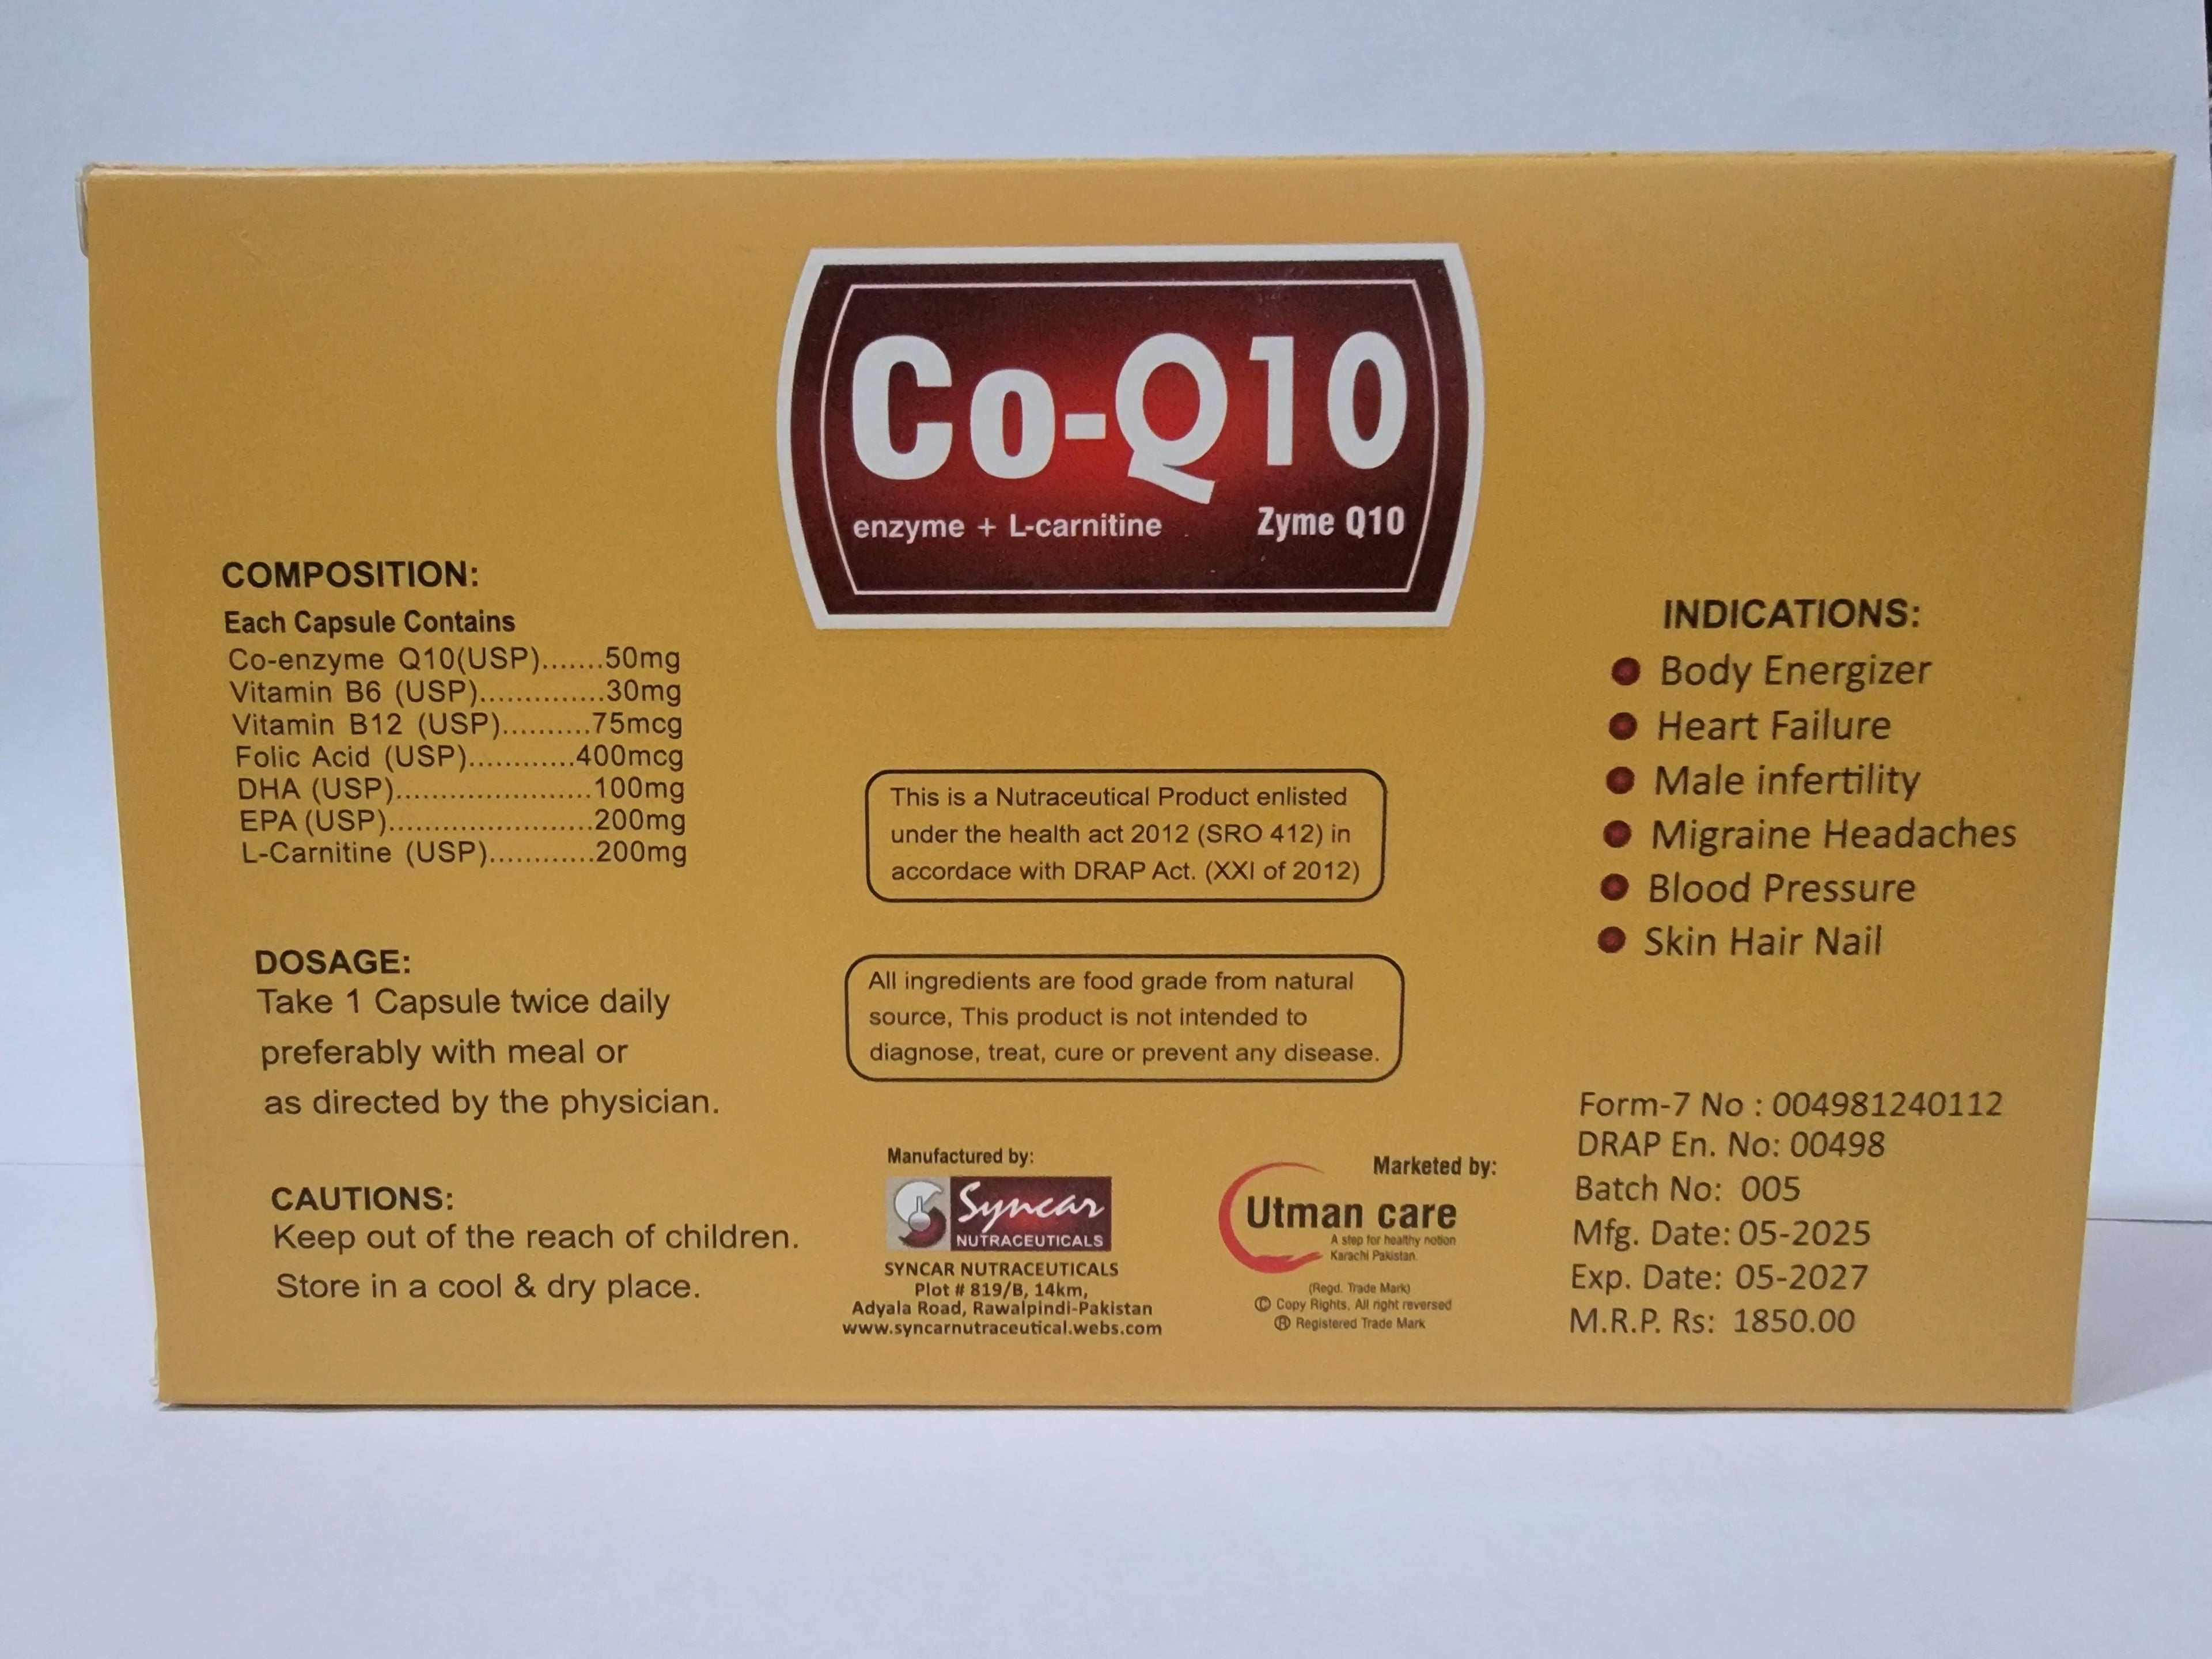 Co-Q10
enzyme + L-carnitine Zyme Q10
COMPOSITION:
Each Capsule Contains
Co-enzyme Q10(USP).......50mg
Vitamin B6 (USP)..............30mg
Vitamin B12 (USP)..........75mcg
Folic Acid (USP)............400mcg
DHA (USP)......................100mg
EPA (USP).......................200mg
L-Carnitine (USP)............200mg
DOSAGE:
Take 1 Capsule twice daily
preferably with meal or
as directed by the physician.
CAUTIONS:
Keep out of the reach of children.
Store in a cool & dry place.
This is a Nutraceutical Product enlisted
under the health act 2012 (SRO 412) in
accordace with DRAP Act. (XXI of 2012)
All ingredients are food grade from natural
source, This product is not intended to
diagnose, treat, cure or prevent any disease.
Manufactured by:
Syncar
NUTRACEUTICALS
SYNCAR NUTRACEUTICALS
Plot # 819/B, 14km,
Adyala Road, Rawalpindi-Pakistan
www.syncarnutraceutical.webs.com
Marketed by:
Utman care
A step for healthy notion
Karachi Pakistan.
(Regd. Trade Mark)
© Copy Rights. All right reversed
® Registered Trade Mark
INDICATIONS:
Body Energizer
Heart Failure
Male infertility
Migraine Headaches
Blood Pressure
Skin Hair Nail
Form-7 No : 004981240112
DRAP En. No: 00498
Batch No: 005
Mfg. Date: 05-2025
Exp. Date: 05-2027
M.R.P. Rs: 1850.00